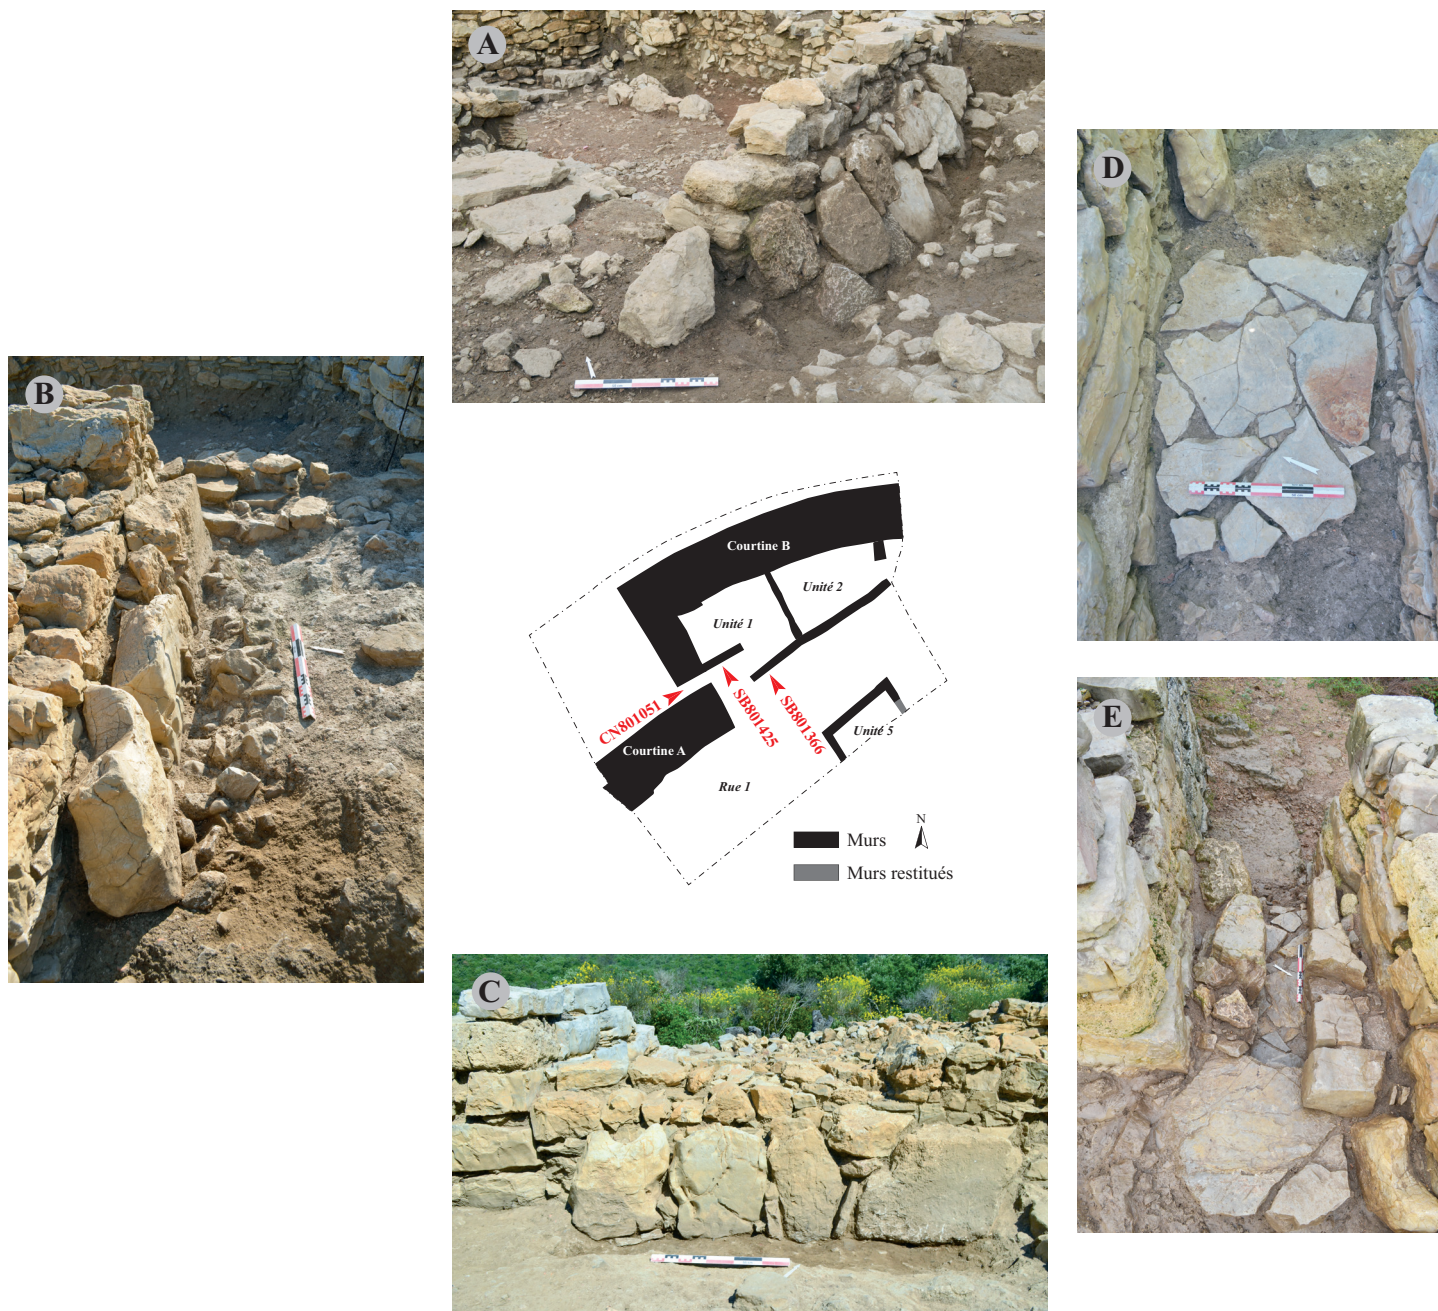 A
B
C
D
E
Courtine B
Unité 2
Unité 1
CN801051
SB801425
SB801366
Courtine A
Unité 5
Rue 1
N
Murs
Murs restitués